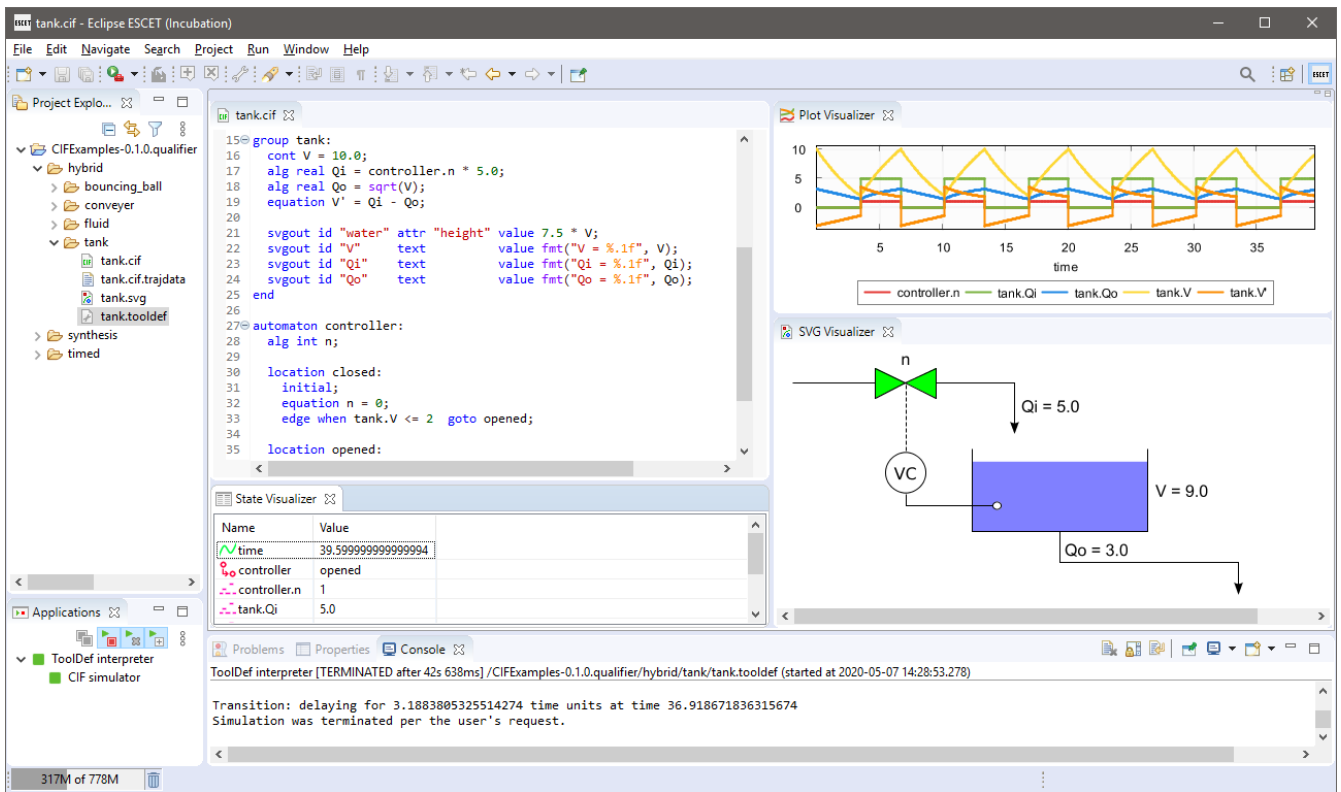 tank.cif - Eclipse ESCET (Incubation)
File Edit Navigate Search Project Run Window Help
ESCET
Project Explo...
CIFExamples-0.1.0.qualifier
hybrid
bouncing_ball
conveyer
fluid
tank
tank.cif
tank.cif.trajdata
tank.svg
tank.tooldef
synthesis
timed
tank.cif
15 group tank:
16 cont V = 10.0;
17 alg real Qi = controller.n * 5.0;
18 alg real Qo = sqrt(V);
19 equation V' = Qi - Qo;
20
21 svgout id "water" attr "height" value 7.5 * V;
22 svgout id "V" text value fmt("V = %.1f", V);
23 svgout id "Qi" text value fmt("Qi = %.1f", Qi);
24 svgout id "Qo" text value fmt("Qo = %.1f", Qo);
25 end
26
27 automaton controller:
28 alg int n;
29
30 location closed:
31 initial;
32 equation n = 0;
33 edge when tank.V <= 2 goto opened;
34
35 location opened:
Plot Visualizer
10
5
0
5 10 15 20 25 30 35
time
controller.n tank.Qi tank.Qo tank.V tank.V'
SVG Visualizer
n
Qi = 5.0
VC
V = 9.0
Qo = 3.0
State Visualizer
Name Value
time 39.599999999999994
controller opened
controller.n 1
tank.Qi 5.0
Applications
ToolDef interpreter
CIF simulator
Problems Properties Console
ToolDef interpreter [TERMINATED after 42s 638ms] /CIFExamples-0.1.0.qualifier/hybrid/tank/tank.tooldef (started at 2020-05-07 14:28:53.278)
Transition: delaying for 3.1883805325514274 time units at time 36.918671836315674
Simulation was terminated per the user's request.
317M of 778M